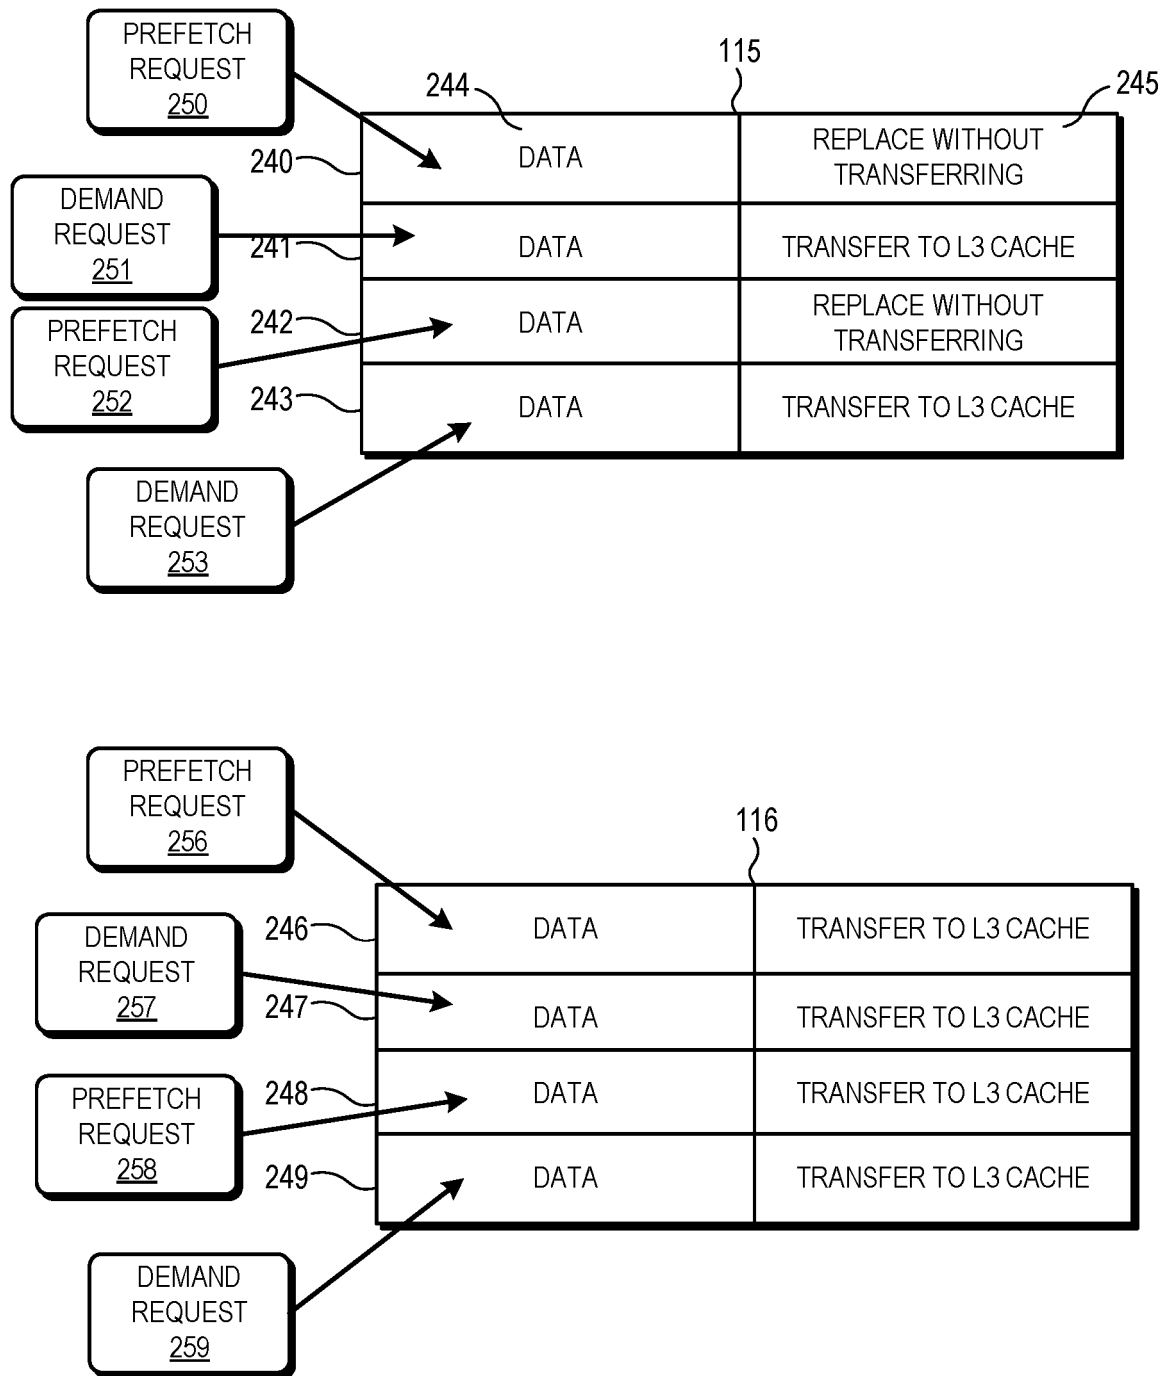 PREFETCH
REQUEST
250
244
115
245
240
DATA
REPLACE WITHOUT
TRANSFERRING
DEMAND
REQUEST
251
241
DATA
TRANSFER TO L3 CACHE
PREFETCH
REQUEST
252
242
DATA
REPLACE WITHOUT
TRANSFERRING
243
DATA
TRANSFER TO L3 CACHE
DEMAND
REQUEST
253
PREFETCH
REQUEST
256
116
246
DATA
TRANSFER TO L3 CACHE
DEMAND
REQUEST
257
247
DATA
TRANSFER TO L3 CACHE
PREFETCH
REQUEST
258
248
DATA
TRANSFER TO L3 CACHE
249
DATA
TRANSFER TO L3 CACHE
DEMAND
REQUEST
259